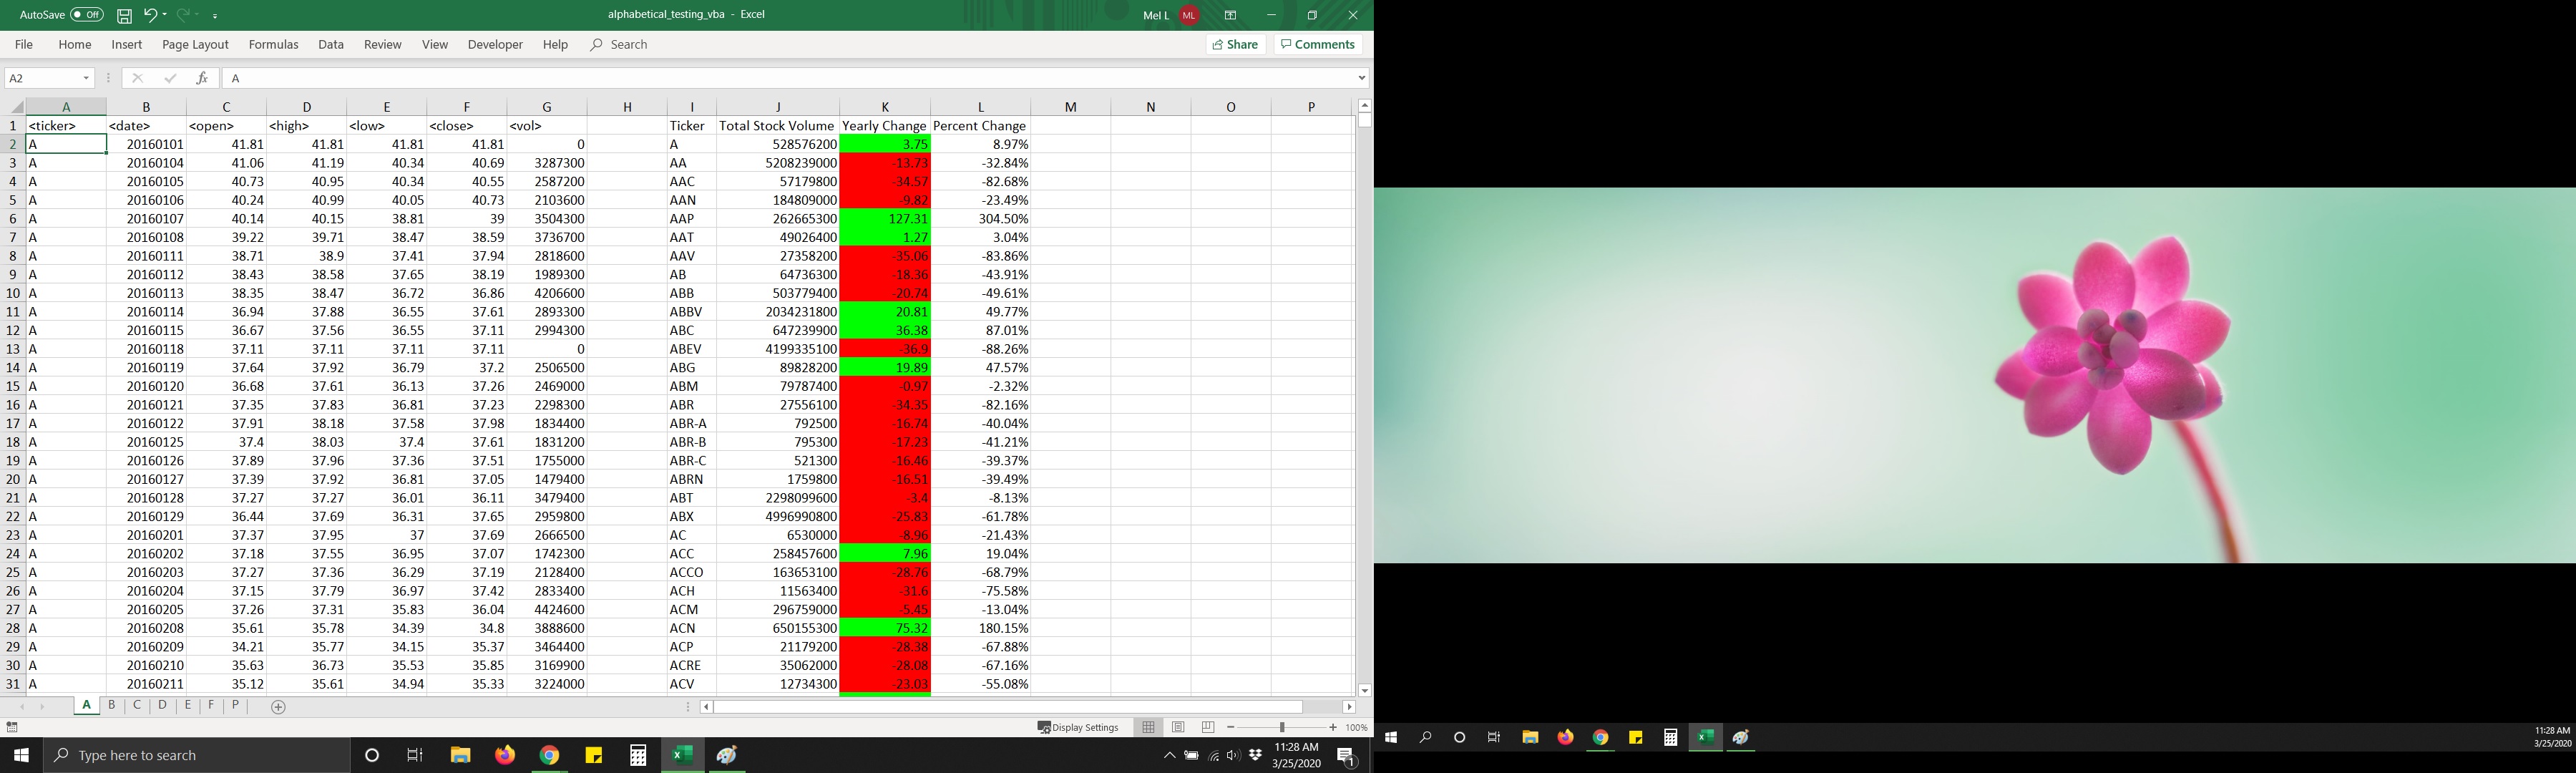 AutoSave Off alphabetical_testing_vba - Excel Mel L ML
File Home Insert Page Layout Formulas Data Review View Developer Help Search Share Comments
A2 fx A
A B C D E F G H I J K L M N O P
1 <ticker> <date> <open> <high> <low> <close> <vol> Ticker Total Stock Volume Yearly Change Percent Change
2 A 20160101 41.81 41.81 41.81 41.81 0 A 528576200 3.75 8.97%
3 A 20160104 41.06 41.19 40.34 40.69 3287300 AA 5208239000 -13.73 -32.84%
4 A 20160105 40.73 40.95 40.34 40.55 2587200 AAC 57179800 -34.57 -82.68%
5 A 20160106 40.24 40.99 40.05 40.73 2103600 AAN 184809000 -9.82 -23.49%
6 A 20160107 40.14 40.15 38.81 39 3504300 AAP 262665300 127.31 304.50%
7 A 20160108 39.22 39.71 38.47 38.59 3736700 AAT 49026400 1.27 3.04%
8 A 20160111 38.71 38.9 37.41 37.94 2818600 AAV 27358200 -35.06 -83.86%
9 A 20160112 38.43 38.58 37.65 38.19 1989300 AB 64736300 -18.36 -43.91%
10 A 20160113 38.35 38.47 36.72 36.86 4206600 ABB 503779400 -20.74 -49.61%
11 A 20160114 36.94 37.88 36.55 37.61 2893300 ABBV 2034231800 20.81 49.77%
12 A 20160115 36.67 37.56 36.55 37.11 2994300 ABC 647239900 36.38 87.01%
13 A 20160118 37.11 37.11 37.11 37.11 0 ABEV 4199335100 -36.9 -88.26%
14 A 20160119 37.64 37.92 36.79 37.2 2506500 ABG 89828200 19.89 47.57%
15 A 20160120 36.68 37.61 36.13 37.26 2469000 ABM 79787400 -0.97 -2.32%
16 A 20160121 37.35 37.83 36.81 37.23 2298300 ABR 27556100 -34.35 -82.16%
17 A 20160122 37.91 38.18 37.58 37.98 1834400 ABR-A 792500 -16.74 -40.04%
18 A 20160125 37.4 38.03 37.4 37.61 1831200 ABR-B 795300 -17.23 -41.21%
19 A 20160126 37.89 37.96 37.36 37.51 1755000 ABR-C 521300 -16.46 -39.37%
20 A 20160127 37.39 37.92 36.81 37.05 1479400 ABRN 1759800 -16.51 -39.49%
21 A 20160128 37.27 37.27 36.01 36.11 3479400 ABT 2298099600 -3.4 -8.13%
22 A 20160129 36.44 37.69 36.31 37.65 2959800 ABX 4996990800 -25.83 -61.78%
23 A 20160201 37.37 37.95 37 37.69 2666500 AC 6530000 -8.96 -21.43%
24 A 20160202 37.18 37.55 36.95 37.07 1742300 ACC 258457600 7.96 19.04%
25 A 20160203 37.27 37.36 36.29 37.19 2128400 ACCO 163653100 -28.76 -68.79%
26 A 20160204 37.15 37.79 36.97 37.42 2833400 ACH 11563400 -31.6 -75.58%
27 A 20160205 37.26 37.31 35.83 36.04 4424600 ACM 296759000 -5.45 -13.04%
28 A 20160208 35.61 35.78 34.39 34.8 3888600 ACN 650155300 75.32 180.15%
29 A 20160209 34.21 35.77 34.15 35.37 3464400 ACP 21179200 -28.38 -67.88%
30 A 20160210 35.63 36.73 35.53 35.85 3169900 ACRE 35062000 -28.08 -67.16%
31 A 20160211 35.12 35.61 34.94 35.33 3224000 ACV 12734300 -23.03 -55.08%
A B C D E F P
Display Settings 100%
Type here to search 11:28 AM
3/25/2020 1
11:28 AM
3/25/2020